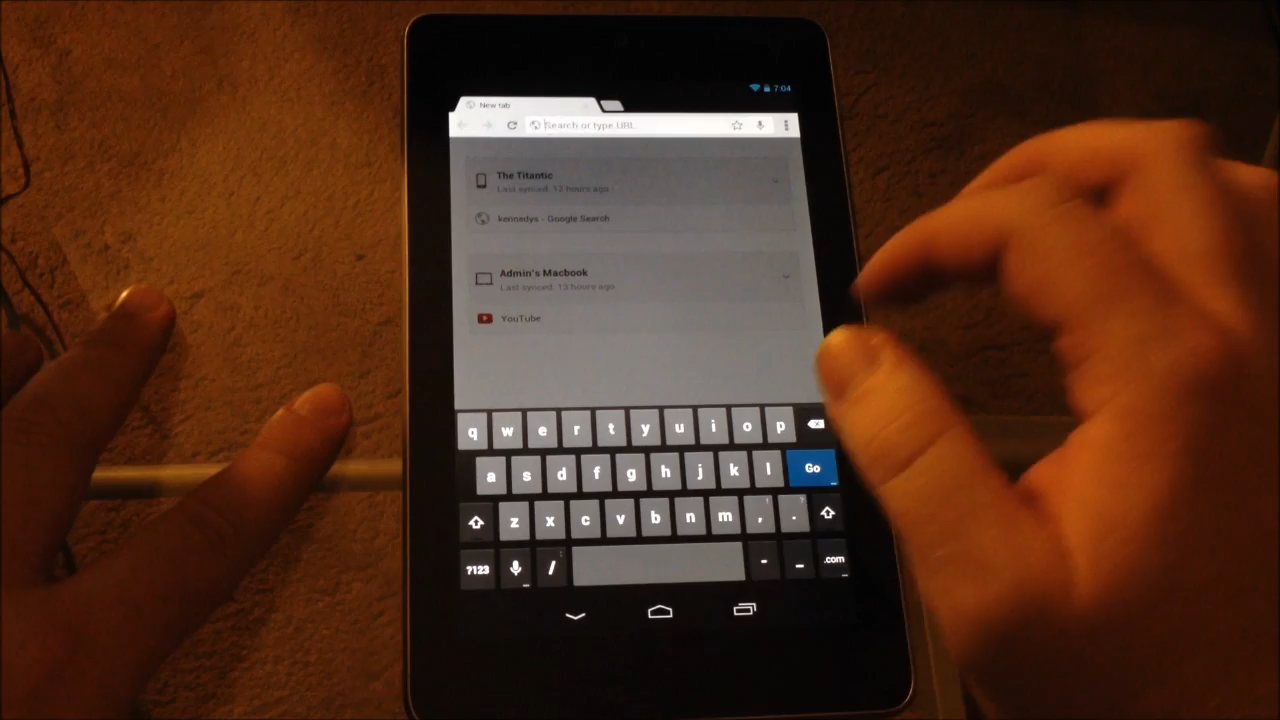 7:04
New tab
Search or type URL
The Titantic
Last synced: 12 hours ago
kennedys - Google Search
Admin's Macbook
Last synced: 13 hours ago
YouTube
q w e r t y u i o p
a s d f g h j k l Go
z x c v b n m , ! . ?
?123 / : - _ .com